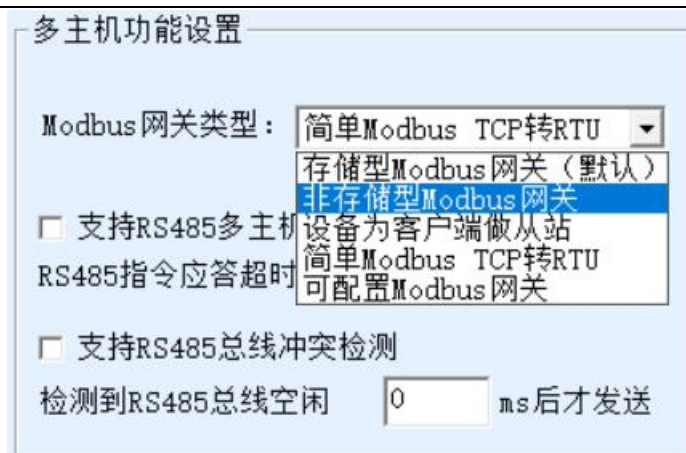 多主机功能设置
Modbus网关类型：
简单Modbus TCP转RTU
存储型Modbus网关（默认）
非存储型Modbus网关
支持RS485多主机
设备为客户端做从站
RS485指令应答超时
简单Modbus TCP转RTU
可配置Modbus网关
支持RS485总线冲突检测
检测到RS485总线空闲 0 ms后才发送